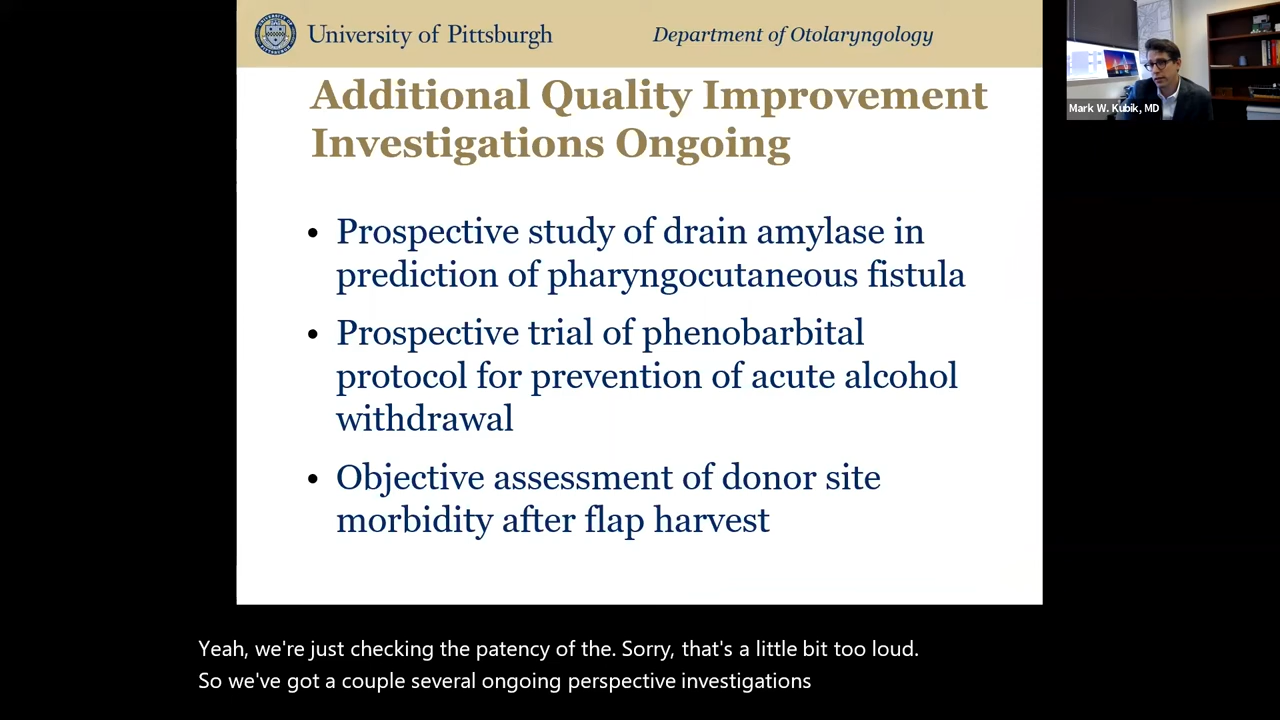 University of Pittsburgh
Department of Otolaryngology
Additional Quality Improvement
Investigations Ongoing
• Prospective study of drain amylase in
prediction of pharyngocutaneous fistula
• Prospective trial of phenobarbital
protocol for prevention of acute alcohol
withdrawal
• Objective assessment of donor site
morbidity after flap harvest
Mark W. Kubik, MD
Yeah, we're just checking the patency of the. Sorry, that's a little bit too loud.
So we've got a couple several ongoing perspective investigations